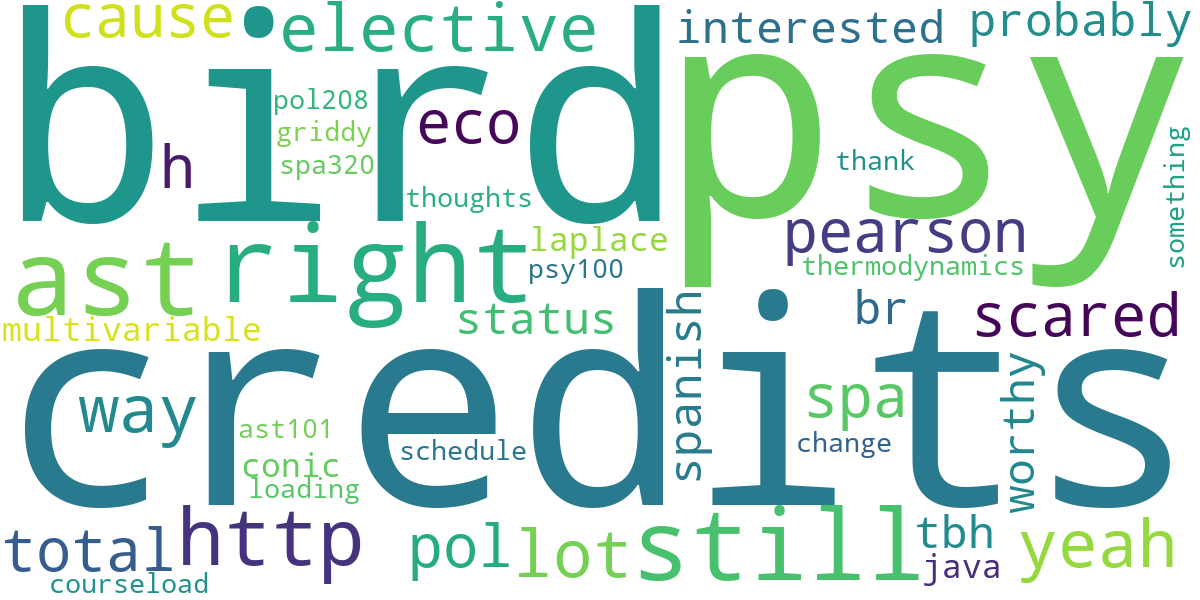 cause
elective
interested
probably
bird
psy
pol208
griddy
spa320
eco
h
thoughts
thank
something
pearson
thermodynamics
ast
right
laplace
psy100
multivariable
status
spanish
br
scared
credits
way
spa
worthy
ast101
conic
loading
schedule
change
total
http
pol
lot
still
tbh
java
yeah
courseload